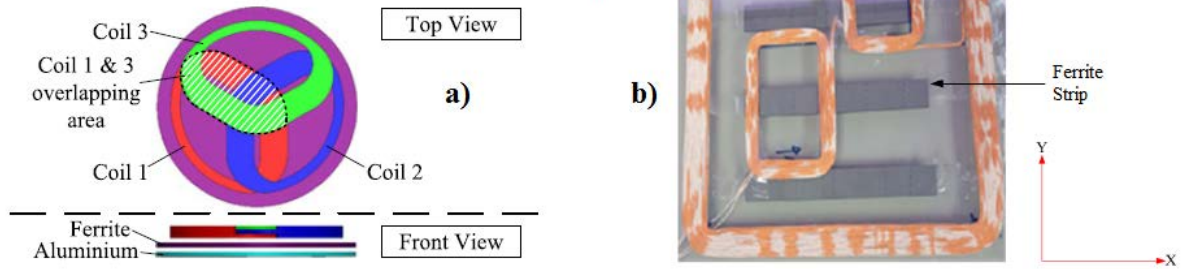 Coil 3
Top View
Coil 1 & 3
overlapping
area
a)
Coil 1
Coil 2
Ferrite
Aluminium
Front View
b)
Ferrite
Strip
Y
X